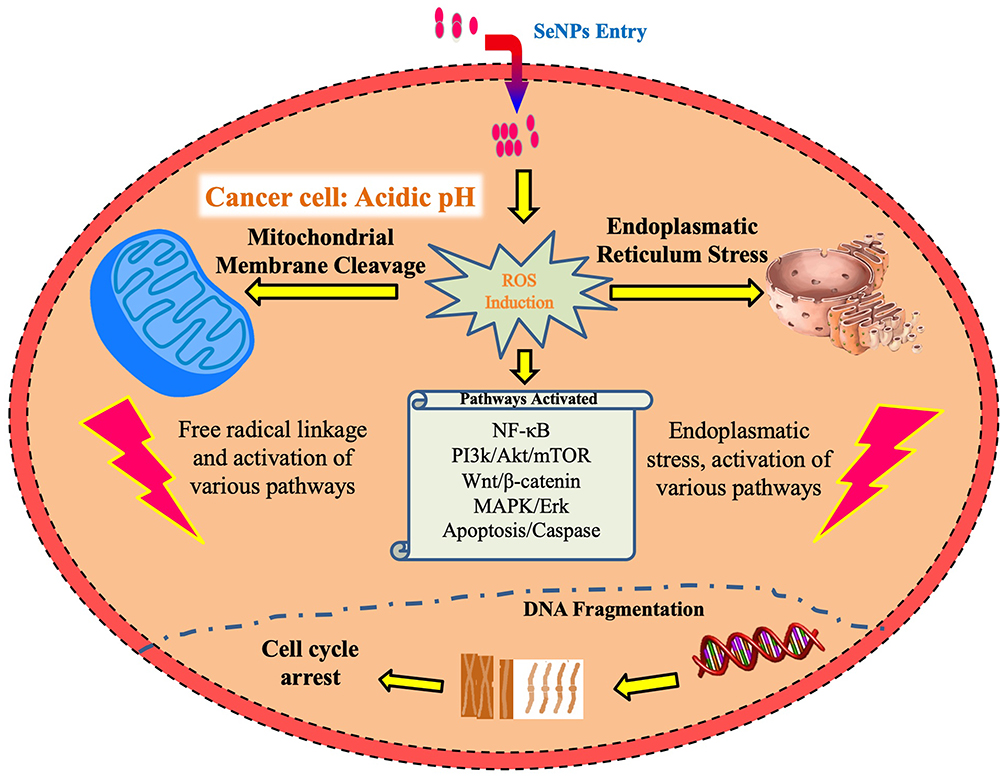 SeNPs Entry
Cancer cell: Acidic pH
Mitochondrial
Membrane Cleavage
Endoplasmatic
Reticulum Stress
ROS
Induction
Pathways Activated
NF-κB
PI3k/Akt/mTOR
Wnt/β-catenin
MAPK/Erk
Apoptosis/Caspase
Free radical linkage
and activation of
various pathways
Endoplasmatic
stress, activation of
various pathways
DNA Fragmentation
Cell cycle
arrest